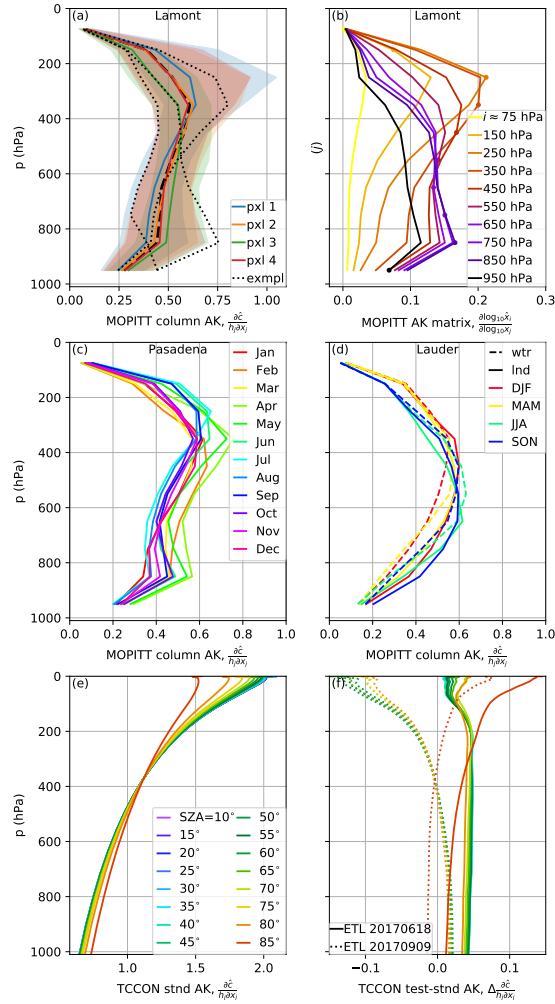 (a) Lamont
0
200
400
600
800
1000
p (hPa)
0.00 0.25 0.50 0.75 1.00
MOPITT column AK, ∂ĉ/h_j∂x_j
pxl 1
pxl 2
pxl 3
pxl 4
exmpl
(b) Lamont
(j)
0.0 0.1 0.2 0.3
MOPITT AK matrix, ∂log₁₀x̂_i/∂log₁₀x_j
i ≈ 75 hPa
150 hPa
250 hPa
350 hPa
450 hPa
550 hPa
650 hPa
750 hPa
850 hPa
950 hPa
(c) Pasadena
0
200
400
600
800
1000
p (hPa)
0.0 0.2 0.4 0.6 0.8 1.0
MOPITT column AK, ∂ĉ/h_j∂x_j
Jan
Feb
Mar
Apr
May
Jun
Jul
Aug
Sep
Oct
Nov
Dec
(d) Lauder
0.0 0.2 0.4 0.6 0.8 1.0
MOPITT column AK, ∂ĉ/h_j∂x_j
wtr
lnd
DJF
MAM
JJA
SON
(e)
0
200
400
600
800
1000
p (hPa)
1.0 1.5 2.0
TCCON stnd AK, ∂ĉ/h_j∂x_j
SZA=10°
15°
20°
25°
30°
35°
40°
45°
50°
55°
60°
65°
70°
75°
80°
85°
(f)
−0.1 0.0 0.1
TCCON test-stnd AK, Δ∂ĉ/h_j∂x_j
ETL 20170618
ETL 20170909